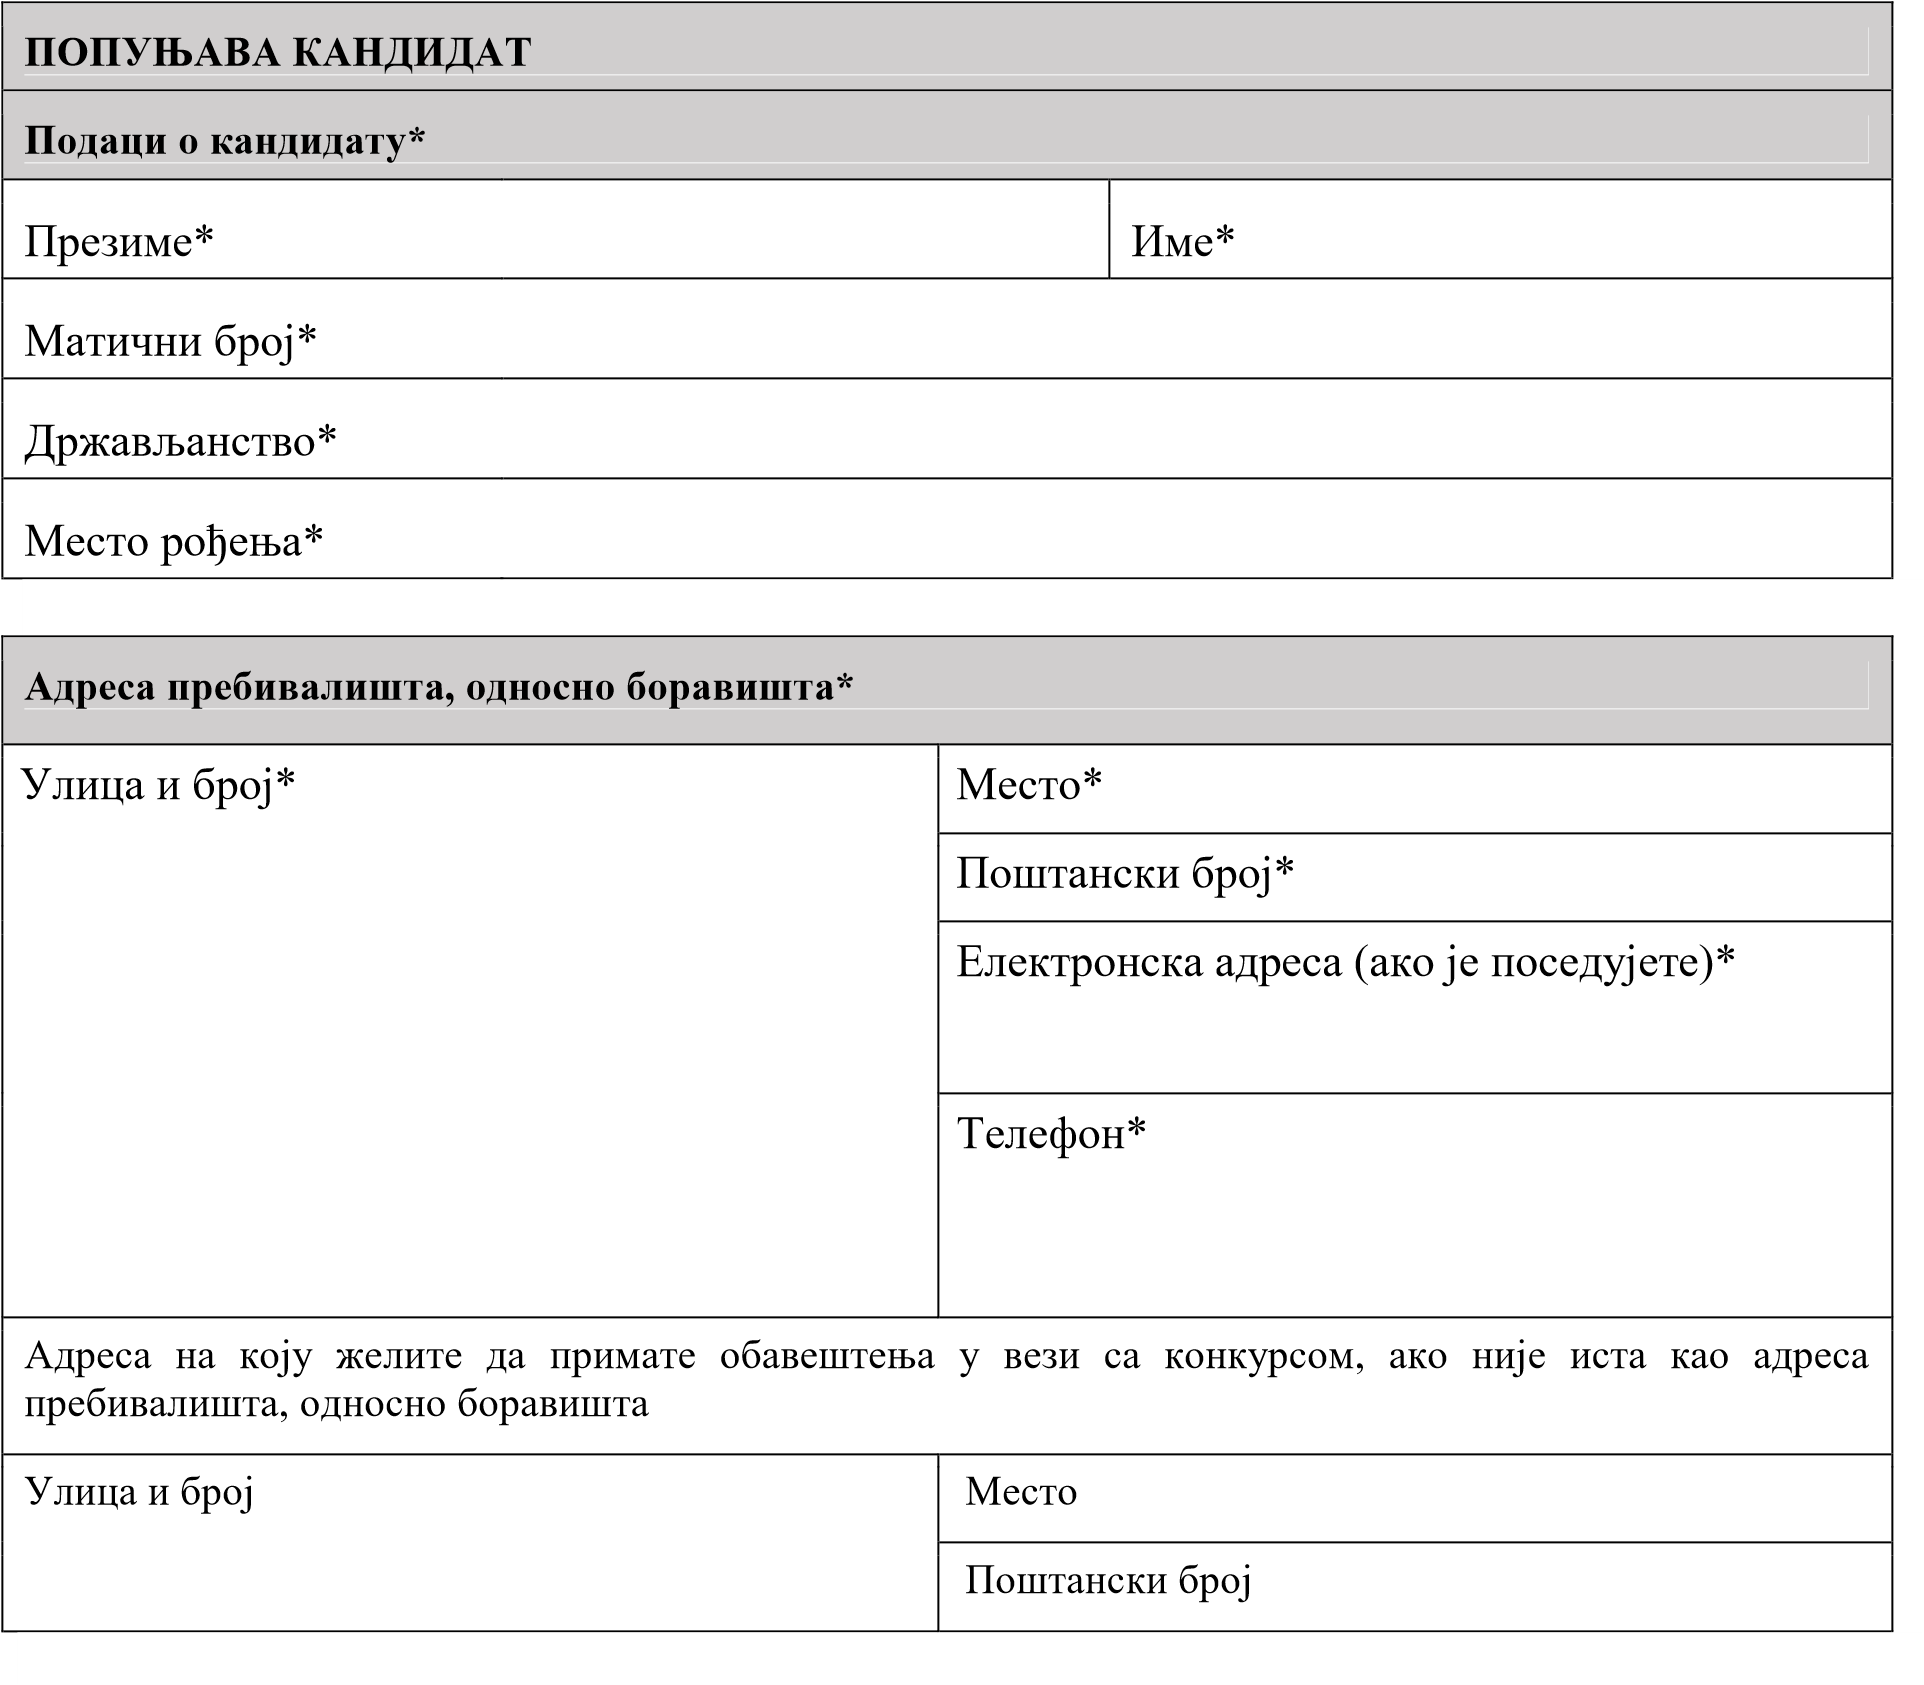 ПОПУЊАВА КАНДИДАТ
Подаци о кандидату*
Презиме*
Име*
Матични број*
Држављанство*
Место рођења*
Адреса пребивалишта, односно боравишта*
Улица и број*
Место*
Поштански број*
Електронска адреса (ако је поседујете)*
Телефон*
Адреса на коју желите да примате обавештења у вези са конкурсом, ако није иста као адреса
пребивалишта, односно боравишта
Улица и број
Место
Поштански број